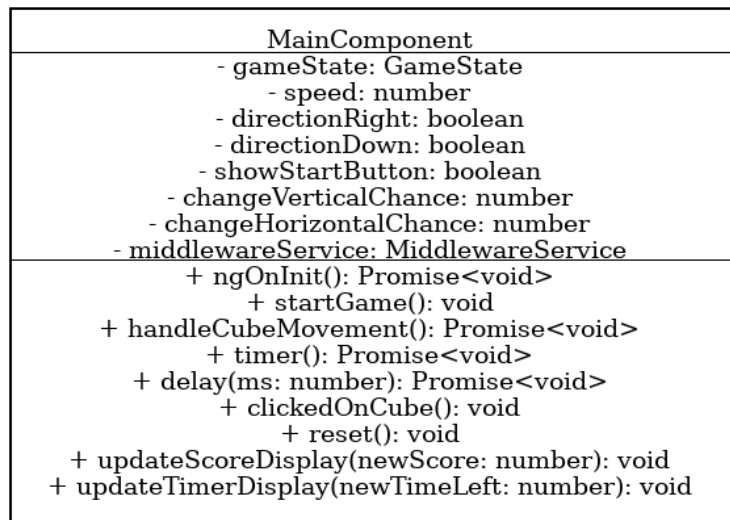 MainComponent
- gameState: GameState
- speed: number
- directionRight: boolean
- directionDown: boolean
- showStartButton: boolean
- changeVerticalChance: number
- changeHorizontalChance: number
- middlewareService: MiddlewareService
+ ngOnInit(): Promise<void>
+ startGame(): void
+ handleCubeMovement(): Promise<void>
+ timer(): Promise<void>
+ delay(ms: number): Promise<void>
+ clickedOnCube(): void
+ reset(): void
+ updateScoreDisplay(newScore: number): void
+ updateTimerDisplay(newTimeLeft: number): void